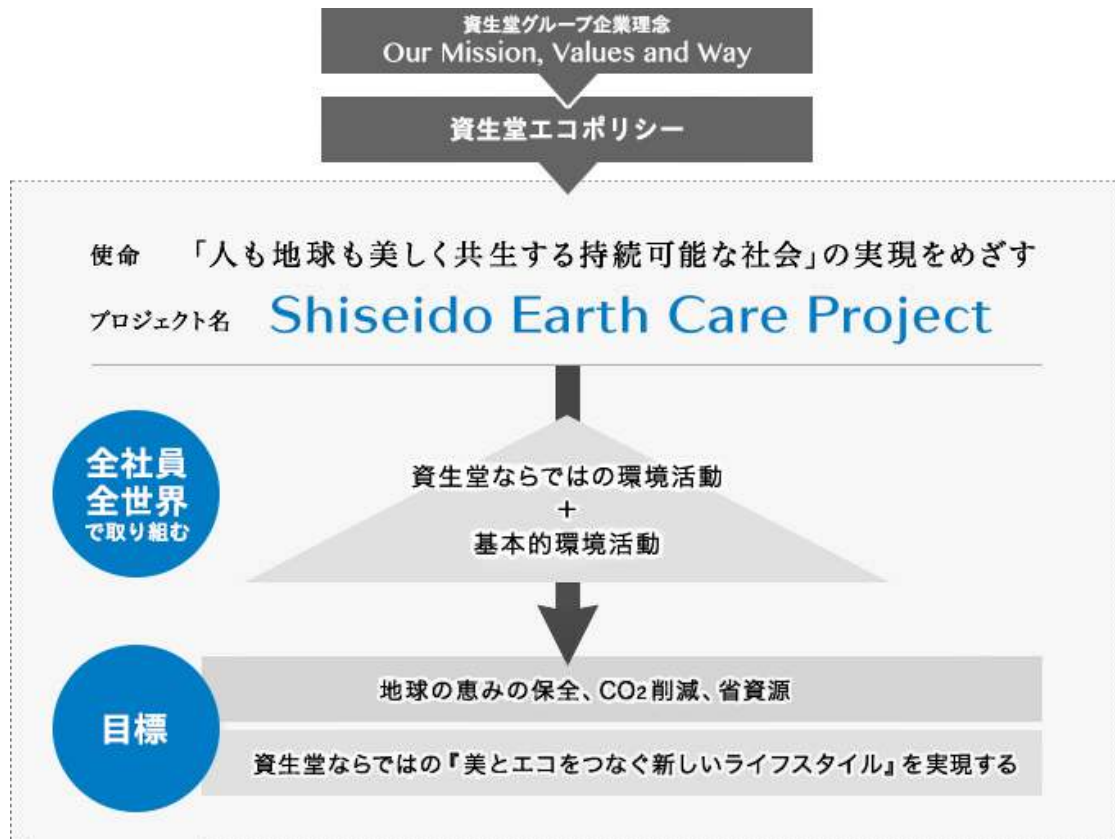 資生堂グループ企業理念
Our Mission, Values and Way
資生堂エコポリシー
使命 「人も地球も美しく共生する持続可能な社会」の実現をめざす
プロジェクト名 Shiseido Earth Care Project
全社員
全世界
で取り組む
資生堂ならではの環境活動
+
基本的環境活動
目標
地球の恵みの保全、CO2削減、省資源
資生堂ならではの『美とエコをつなぐ新しいライフスタイル』を実現する